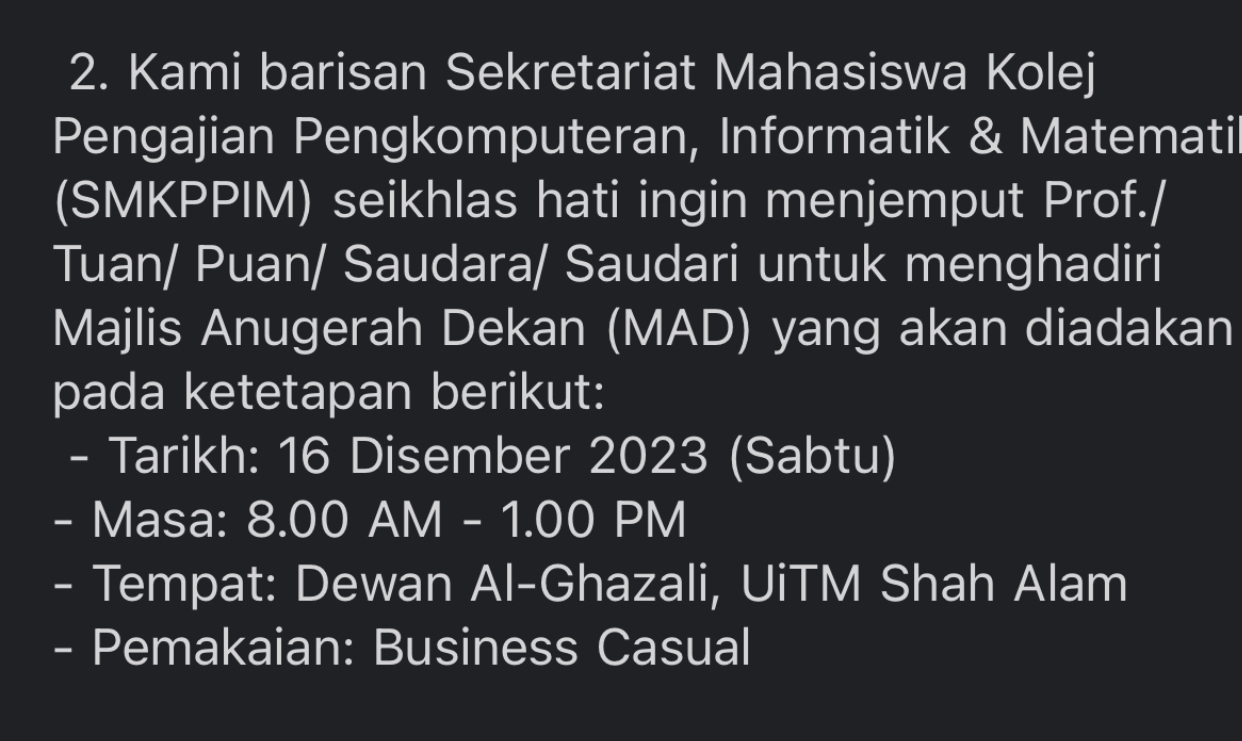 2. Kami barisan Sekretariat Mahasiswa Kolej
Pengajian Pengkomputeran, Informatik &
(SMKPPIM) seikhlas hati ingin menjemput Prof./
Tuan/ Puan/ Saudara/ Saudari untuk menghadiri
Majlis Anugerah Dekan (MAD) yang akan diadakan
pada ketetapan berikut:
- Tarikh: 16 Disember 2023 (Sabtu)
- Masa: 8.00 AM - 1.00 PM
- Tempat: Dewan Al-Ghazali, UiTM Shah Alam
- Pemakaian: Business Casual